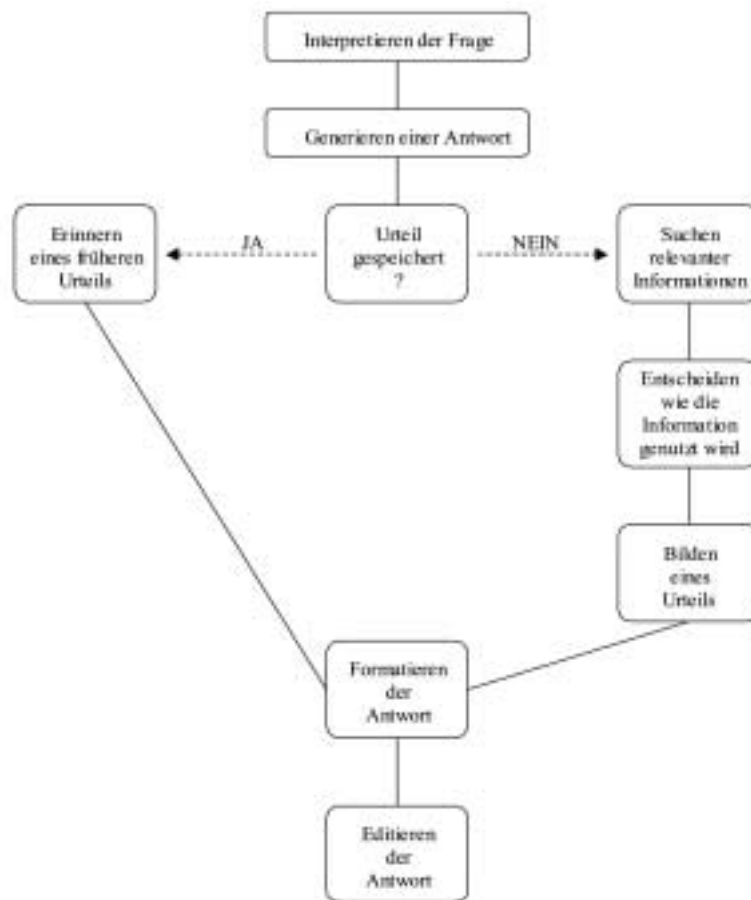 Interpretieren der Frage
Generieren einer Antwort
Erinnern
eines früheren
Urteils
JA
Urteil
gespeichert
?
NEIN
Suchen
relevanter
Informationen
Entscheiden
wie die
Information
genutzt wird
Bilden
eines
Urteils
Formatieren
der
Antwort
Editieren
der
Antwort